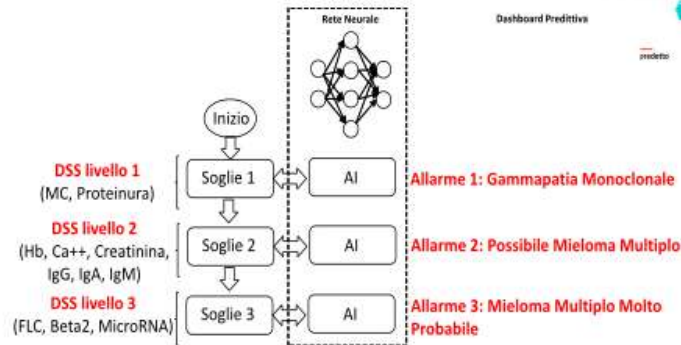 Rete Neurale
Dashboard Predittiva
predetto
Inizio
DSS livello 1
(MC, Proteinura)
Soglie 1
AI
Allarme 1: Gammapatia Monoclonale
DSS livello 2
(Hb, Ca++, Creatinina,
IgG, IgA, IgM)
Soglie 2
AI
Allarme 2: Possibile Mieloma Multiplo
DSS livello 3
(FLC, Beta2, MicroRNA)
Soglie 3
AI
Allarme 3: Mieloma Multiplo Molto
Probabile